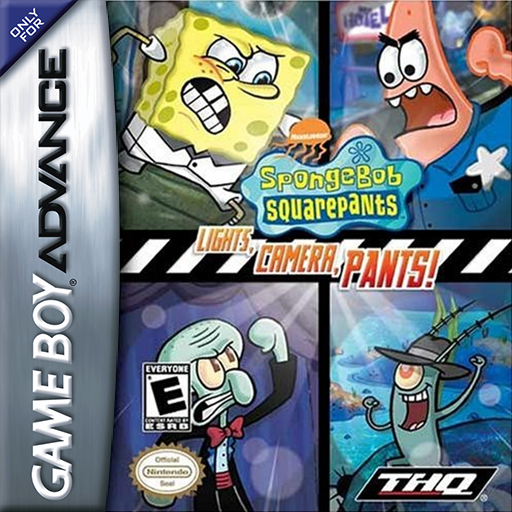 ONLY
FOR
GAME BOY ADVANCE
HOTEL
NICKELODEON
SpongeBob
SQUAREPANTS
LIGHTS, CAMERA, PANTS!
EVERYONE
E
CONTENT RATED BY
ESRB
Official
Nintendo
Seal
THQ